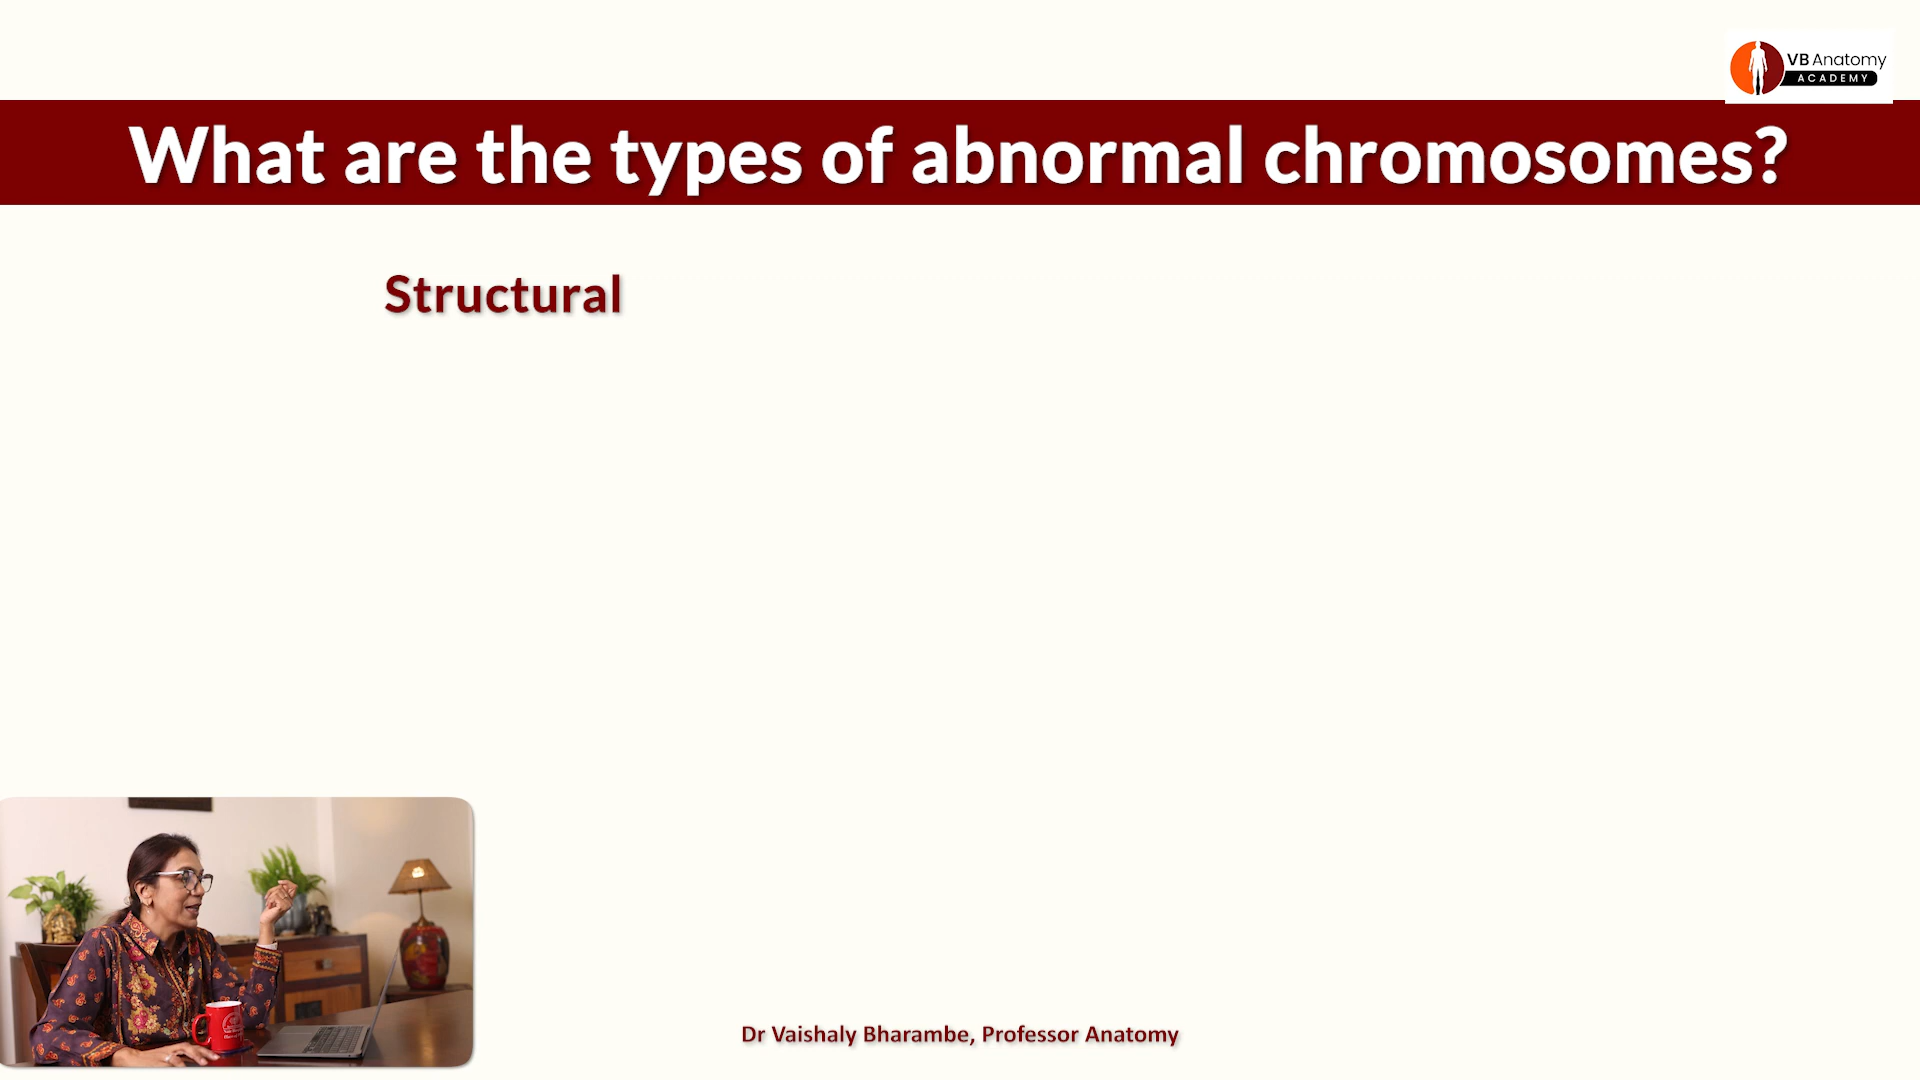 VB Anatomy
ACADEMY
What are the types of abnormal chromosomes?
Structural
Dr Vaishaly Bharambe, Professor Anatomy